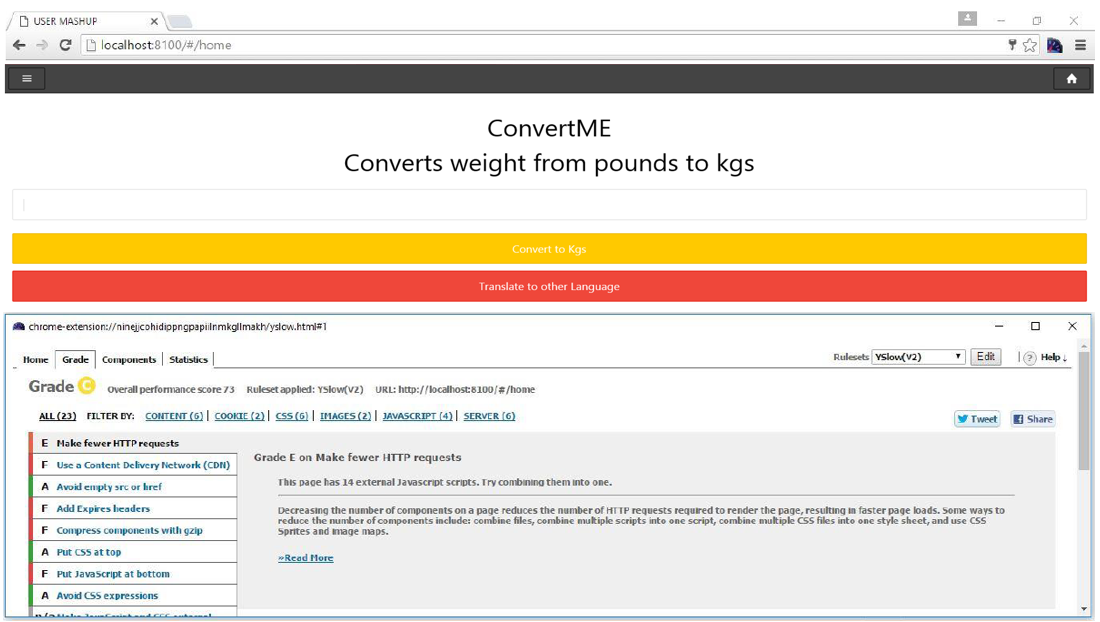 USER MASHUP
localhost:8100/#/home
ConvertME
Converts weight from pounds to kgs
Convert to Kgs
Translate to other Language
chrome-extension://ninejjcohidippngpapiilnmkgllmakh/yslow.html#1
Home Grade Components Statistics Rulesets YSlow(V2) Edit ? Help ↓
Grade C Overall performance score 73 Ruleset applied: YSlow(V2) URL: http://localhost:8100/#/home
ALL (23) FILTER BY: CONTENT (6) | COOKIE (2) | CSS (6) | IMAGES (2) | JAVASCRIPT (4) | SERVER (6)
Tweet Share
E Make fewer HTTP requests
F Use a Content Delivery Network (CDN)
A Avoid empty src or href
F Add Expires headers
F Compress components with gzip
A Put CSS at top
F Put JavaScript at bottom
A Avoid CSS expressions
Make JavaScript and CSS external
Grade E on Make fewer HTTP requests
This page has 14 external Javascript scripts. Try combining them into one.
Decreasing the number of components on a page reduces the number of HTTP requests required to render the page, resulting in faster page loads. Some ways to
reduce the number of components include: combine files, combine multiple scripts into one script, combine multiple CSS files into one style sheet, and use CSS
Sprites and image maps.
»Read More